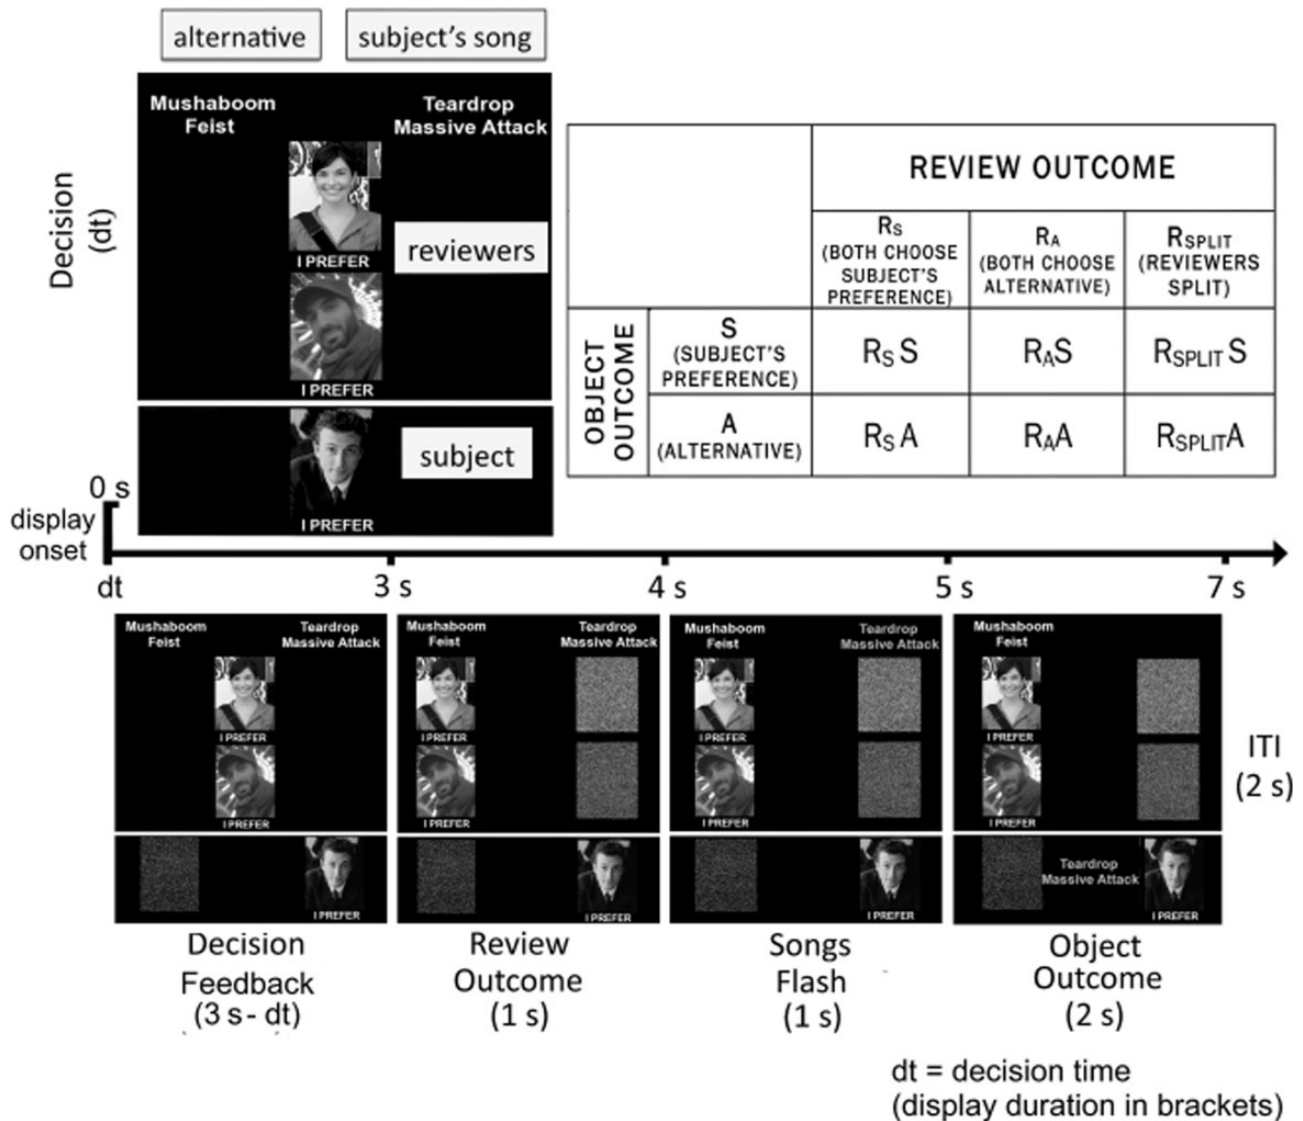 alternative
subject's song
Mushaboom
Feist
Teardrop
Massive Attack
I PREFER
reviewers
I PREFER
subject
I PREFER
Decision
(dt)
REVIEW OUTCOME
RS
(BOTH CHOOSE
SUBJECT'S
PREFERENCE)
RA
(BOTH CHOOSE
ALTERNATIVE)
RSPLIT
(REVIEWERS
SPLIT)
OBJECT
OUTCOME
S
(SUBJECT'S
PREFERENCE)
RS S
RAS
RSPLIT S
A
(ALTERNATIVE)
RS A
RAA
RSPLITA
0 s
display
onset
dt
3 s
4 s
5 s
7 s
Mushaboom
Feist
Teardrop
Massive Attack
I PREFER
I PREFER
I PREFER
Mushaboom
Feist
Teardrop
Massive Attack
I PREFER
I PREFER
I PREFER
Mushaboom
Feist
Teardrop
Massive Attack
I PREFER
I PREFER
I PREFER
Mushaboom
Feist
I PREFER
I PREFER
Teardrop
Massive Attack
I PREFER
ITI
(2 s)
Decision
Feedback
(3 s - dt)
Review
Outcome
(1 s)
Songs
Flash
(1 s)
Object
Outcome
(2 s)
dt = decision time
(display duration in brackets)